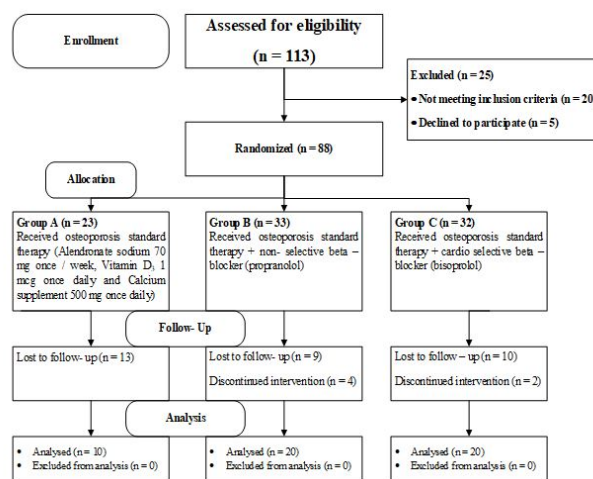 Enrollment
Assessed for eligibility
(n = 113)
Excluded (n = 25)
• Not meeting inclusion criteria (n = 20
• Declined to participate (n = 5)
Randomized (n = 88)
Allocation
Group A (n = 23)
Received osteoporosis standard
therapy (Alendronate sodium 70
mg once / week, Vitamin D, 1
mcg once daily and Calcium
supplement 500 mg once daily)
Group B (n = 33)
Received osteoporosis standard
therapy + non- selective beta –
blocker (propranolol)
Group C (n = 32)
Received osteoporosis standard
therapy + cardio selective beta –
blocker (bisoprolol)
Follow- Up
Lost to follow- up (n = 13)
Lost to follow- up (n = 9)
Discontinued intervention (n = 4)
Lost to follow – up (n = 10)
Discontinued intervention (n = 2)
Analysis
• Analysed (n = 10)
• Excluded from analysis (n = 0)
• Analysed (n = 20)
• Excluded from analysis (n = 0)
• Analysed (n = 20)
• Excluded from analysis (n = 0)